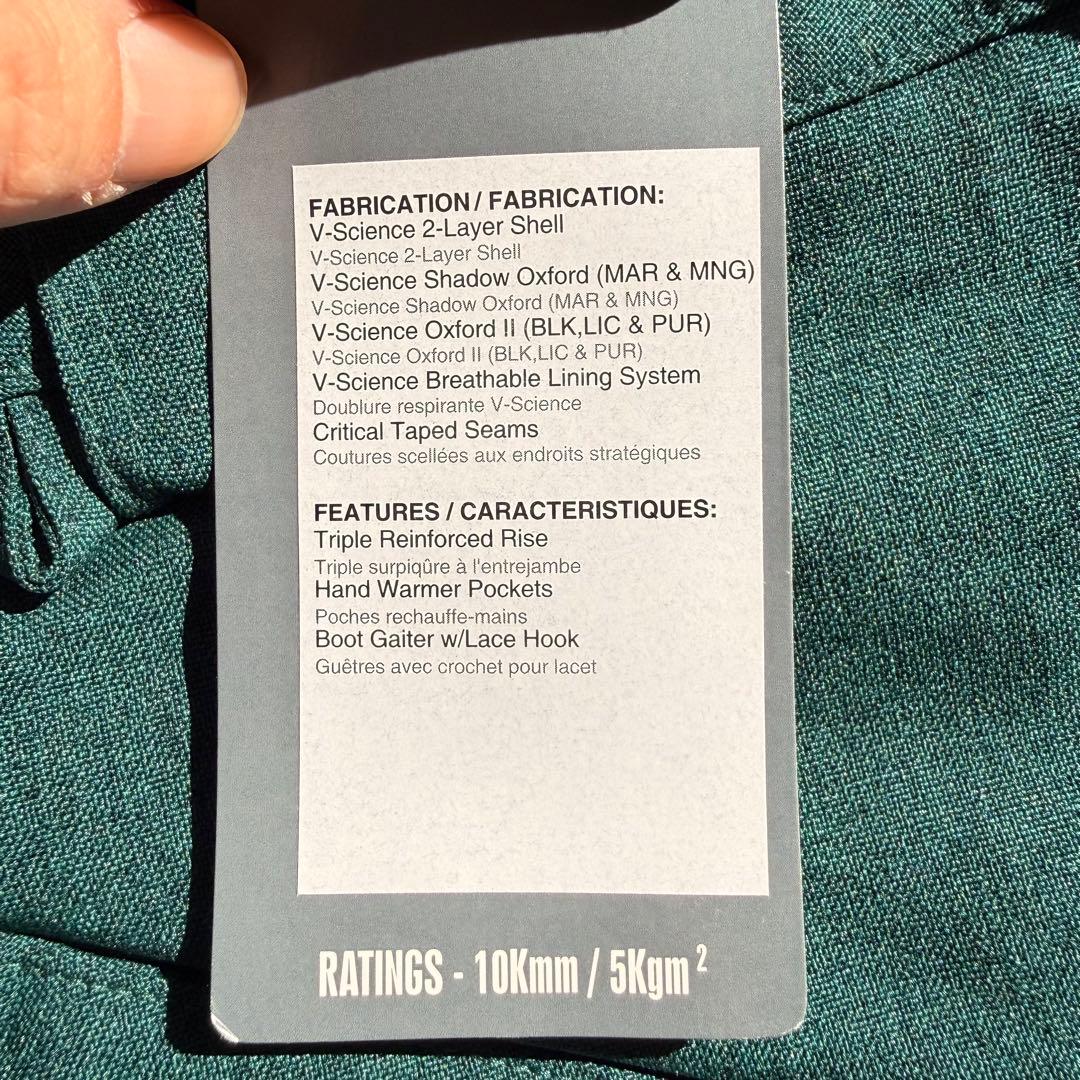 FABRICATION / FABRICATION:
V-Science 2-Layer Shell
V-Science 2-Layer Shell
V-Science Shadow Oxford (MAR & MNG)
V-Science Shadow Oxford (MAR & MNG)
V-Science Oxford II (BLK,LIC & PUR)
V-Science Oxford II (BLK,LIC & PUR)
V-Science Breathable Lining System
Doublure respirante V-Science
Critical Taped Seams
Coutures scellées aux endroits stratégiques
FEATURES / CARACTERISTIQUES:
Triple Reinforced Rise
Triple surpiqûre à l'entrejambe
Hand Warmer Pockets
Poches rechauffe-mains
Boot Gaiter w/Lace Hook
Guêtres avec crochet pour lacet
RATINGS - 10Kmm / 5Kgm²